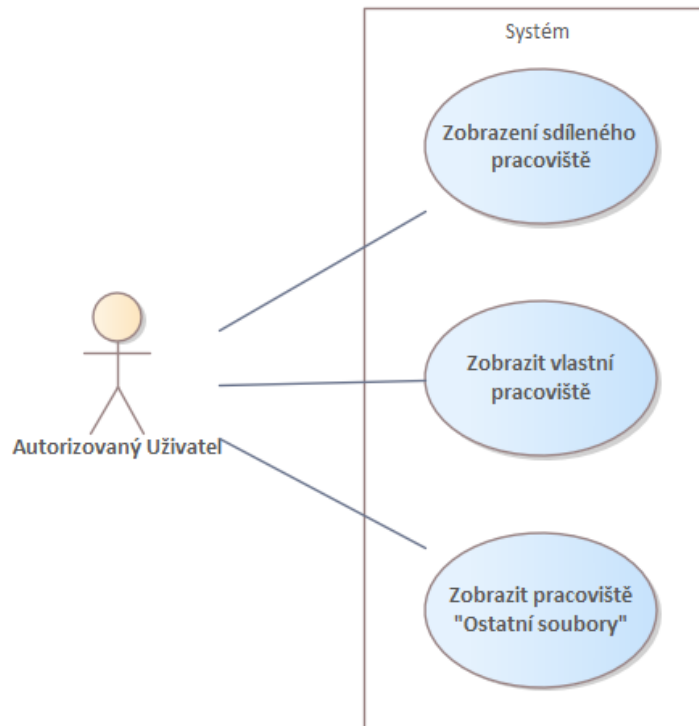 Systém
Zobrazení sdíleného
pracoviště
Zobrazit vlastní
pracoviště
Autorizovaný Uživatel
Zobrazit pracoviště
"Ostatní soubory"